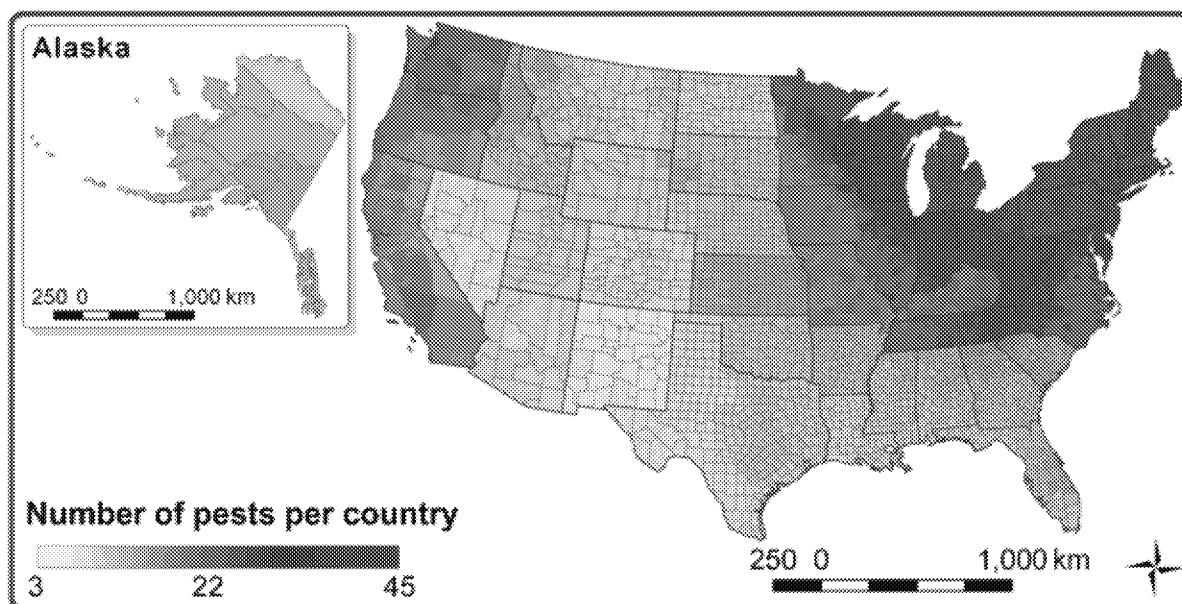 Alaska
250 0 1,000 km
Number of pests per country
3 22 45
250 0 1,000 km